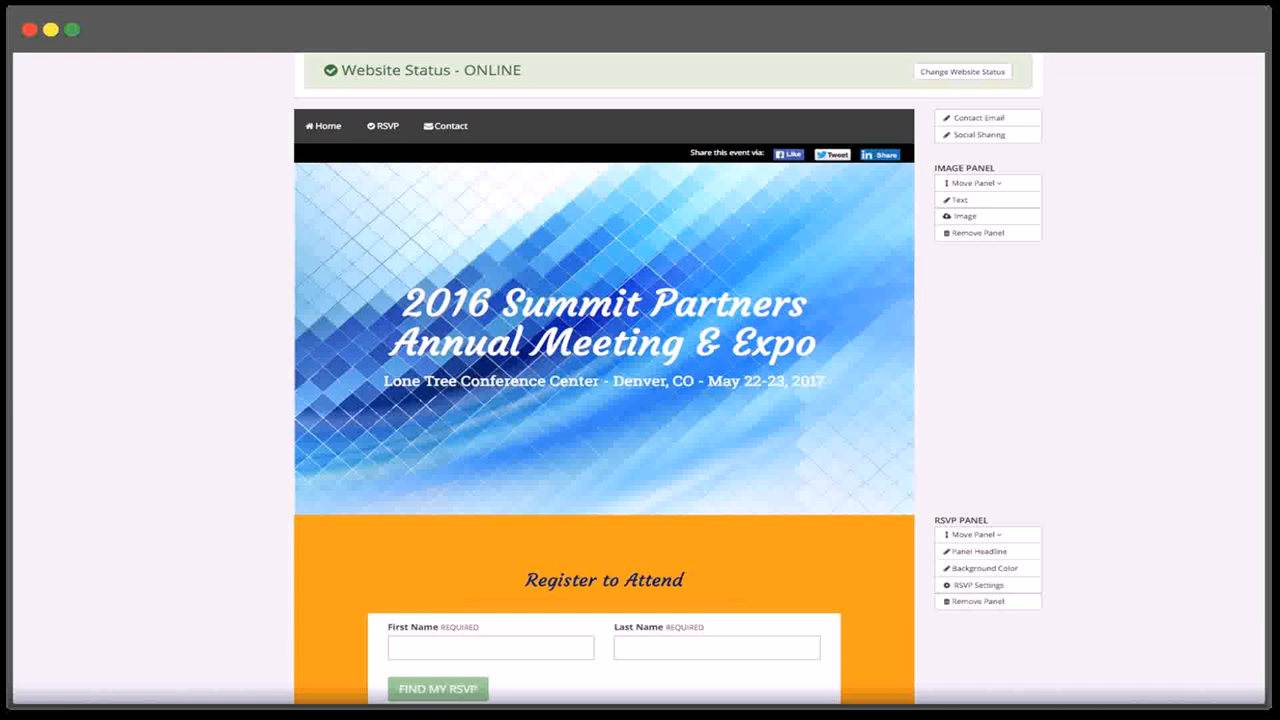 Website Status - ONLINE
Change Website Status
Home RSVP Contact
Share this event via: Like Tweet in Share
2016 Summit Partners
Annual Meeting & Expo
Lone Tree Conference Center - Denver, CO - May 22-23, 2017
Register to Attend
First Name REQUIRED
Last Name REQUIRED
FIND MY RSVP
Contact Email
Social Sharing
IMAGE PANEL
Move Panel
Text
Image
Remove Panel
RSVP PANEL
Move Panel
Panel Headline
Background Color
RSVP Settings
Remove Panel